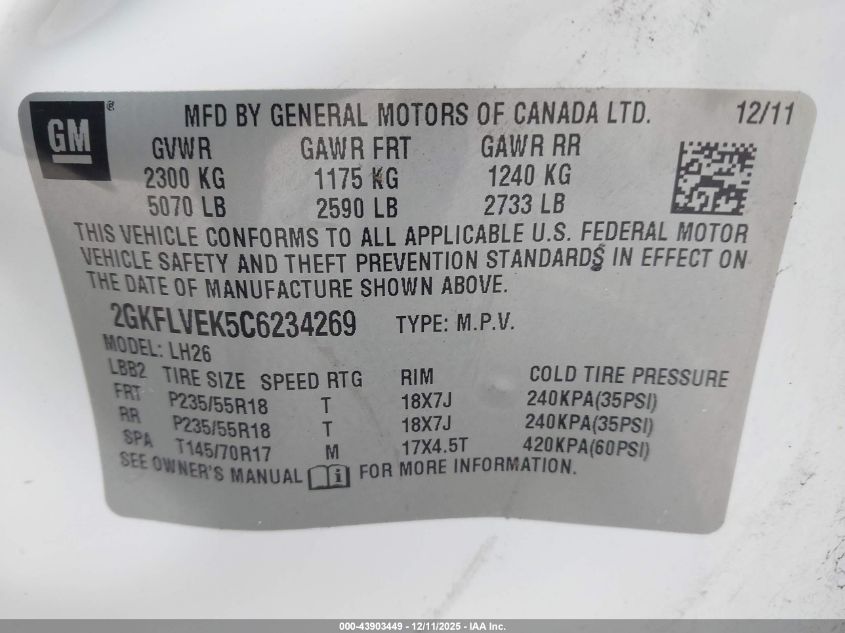 GM ®
MFD BY GENERAL MOTORS OF CANADA LTD. 12/11
GVWR GAWR FRT GAWR RR
2300 KG 1175 KG 1240 KG
5070 LB 2590 LB 2733 LB
THIS VEHICLE CONFORMS TO ALL APPLICABLE U.S. FEDERAL MOTOR
VEHICLE SAFETY AND THEFT PREVENTION STANDARDS IN EFFECT ON
THE DATE OF MANUFACTURE SHOWN ABOVE.
2GKFLVEK5C6234269 TYPE: M.P.V.
MODEL: LH26
LBB2 TIRE SIZE SPEED RTG RIM COLD TIRE PRESSURE
FRT P235/55R18 T 18X7J 240KPA(35PSI)
RR P235/55R18 T 18X7J 240KPA(35PSI)
SPA T145/70R17 M 17X4.5T 420KPA(60PSI)
SEE OWNER'S MANUAL i FOR MORE INFORMATION.
000-43903449 - 12/11/2025 - IAA Inc.